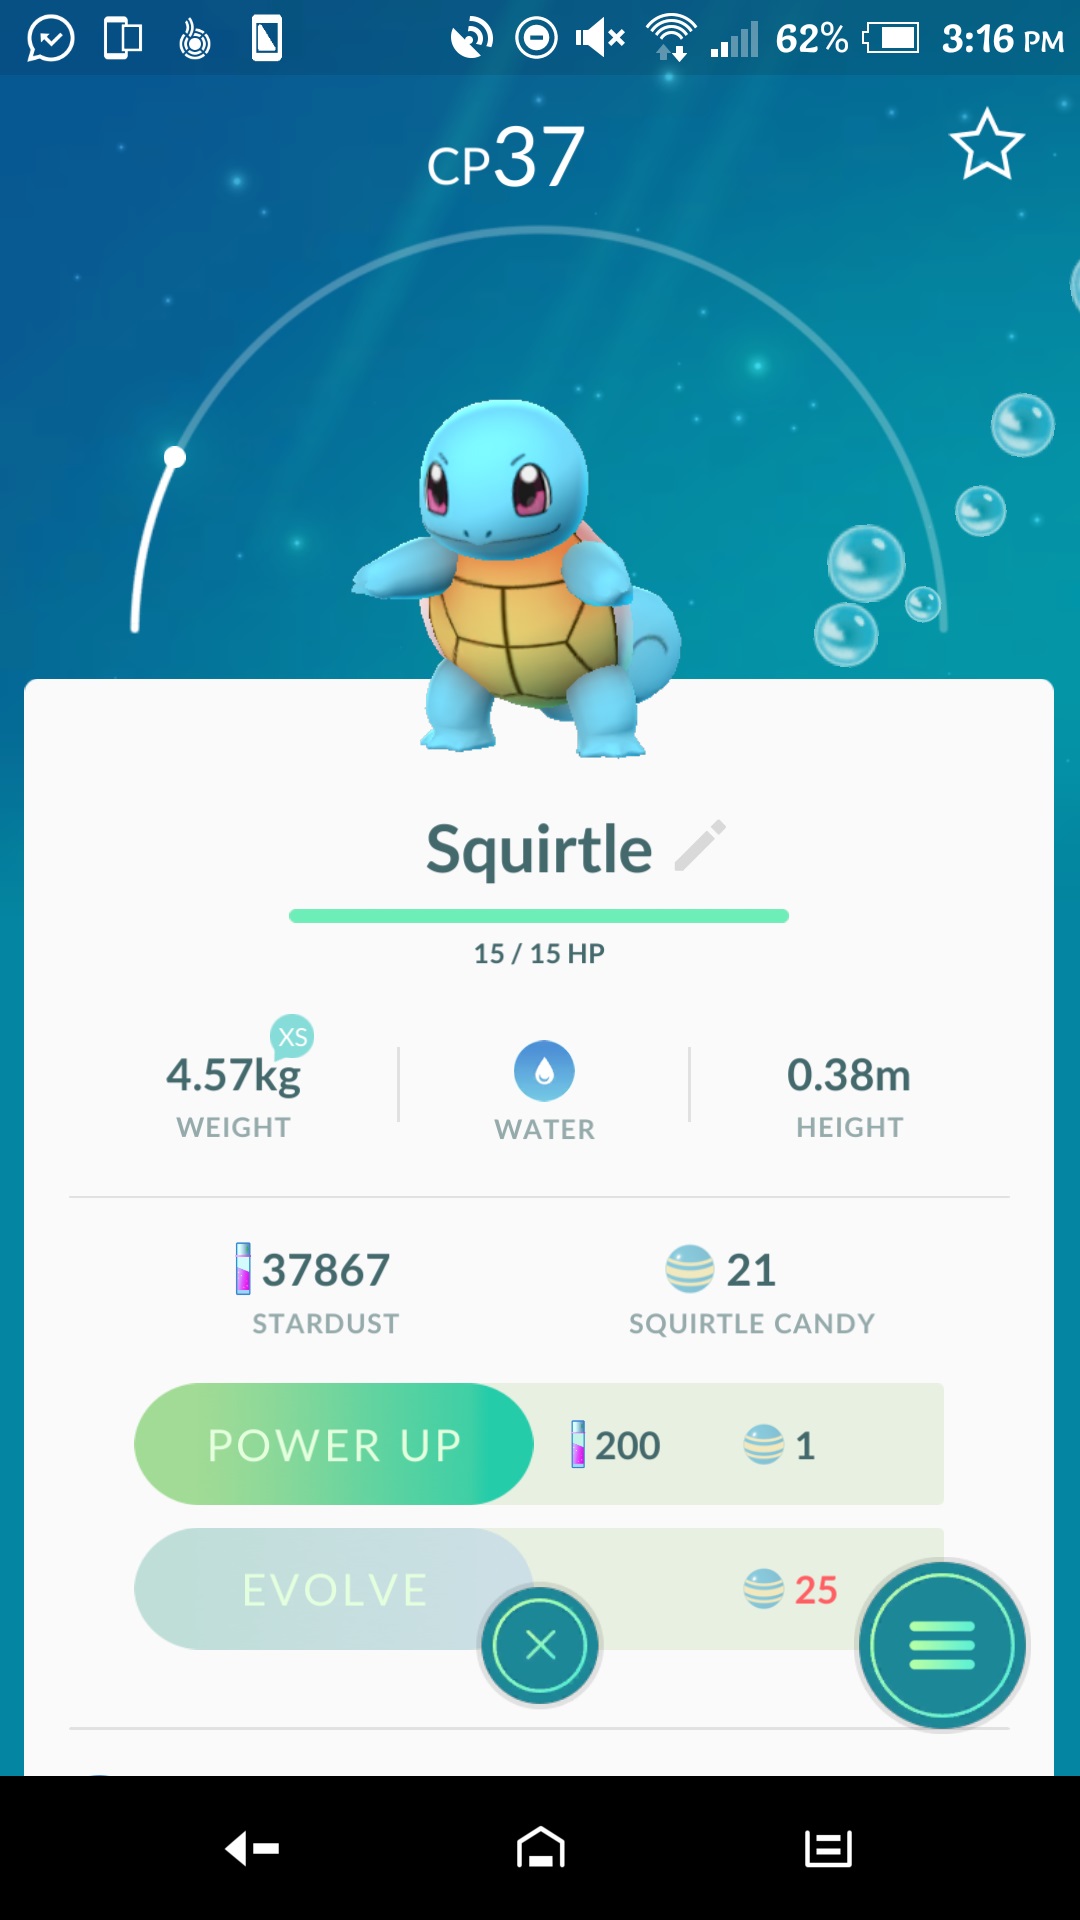 62% 3:16 PM
CP37
Squirtle
15 / 15 HP
XS
4.57kg
WEIGHT
WATER
0.38m
HEIGHT
37867
STARDUST
21
SQUIRTLE CANDY
POWER UP 200 1
EVOLVE 25